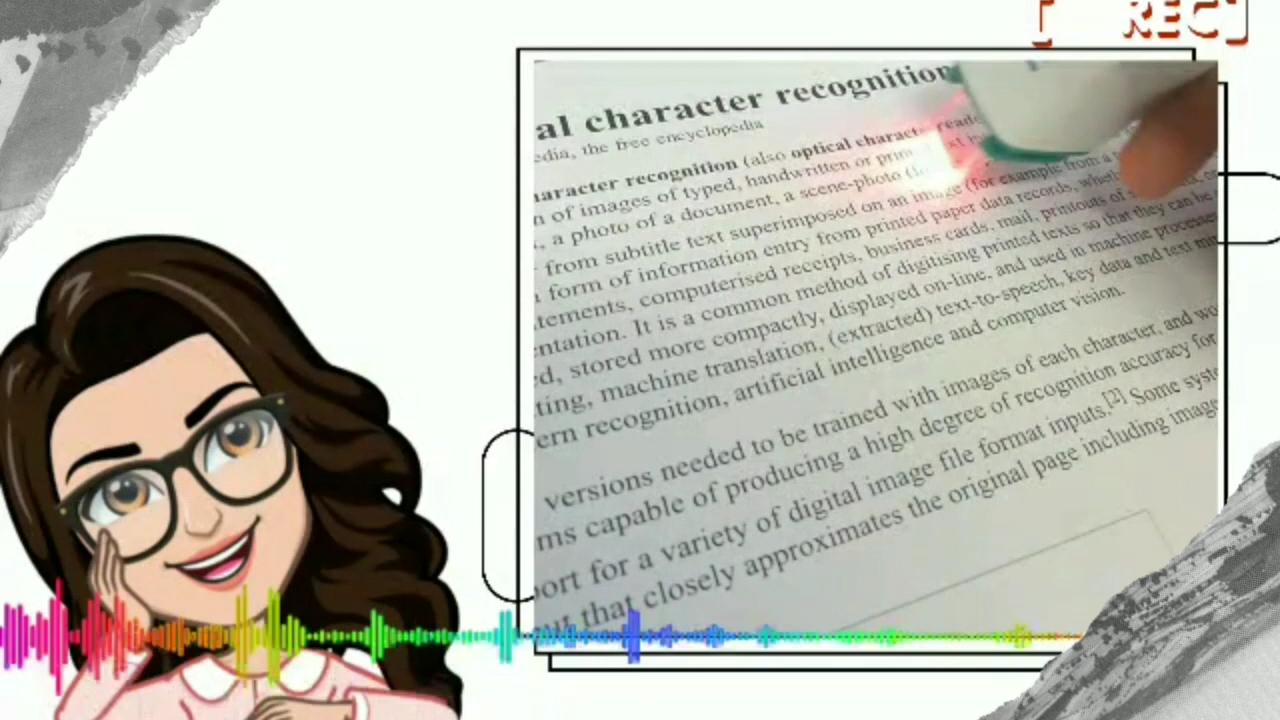 [ REC]
al character recognition
edia, the free encyclopedia
haracter recognition (also optical character
n of images of typed, handwritten or
, a photo of a document, a scene-photo
from subtitle text superimposed on an image (for example from a
form of information entry from printed paper data records,
tements, computerised receipts, business cards, mail, printouts of
entation. It is a common method of digitising printed texts so that they can be
ed, stored more compactly, displayed on-line, and used in machine processes
ting, machine translation, (extracted) text-to-speech, key data and text
ern recognition, artificial intelligence and computer vision.
versions needed to be trained with images of each character, and wo
ms capable of producing a high degree of recognition accuracy for
port for a variety of digital image file format inputs.[2] Some syst
that closely approximates the original page including image